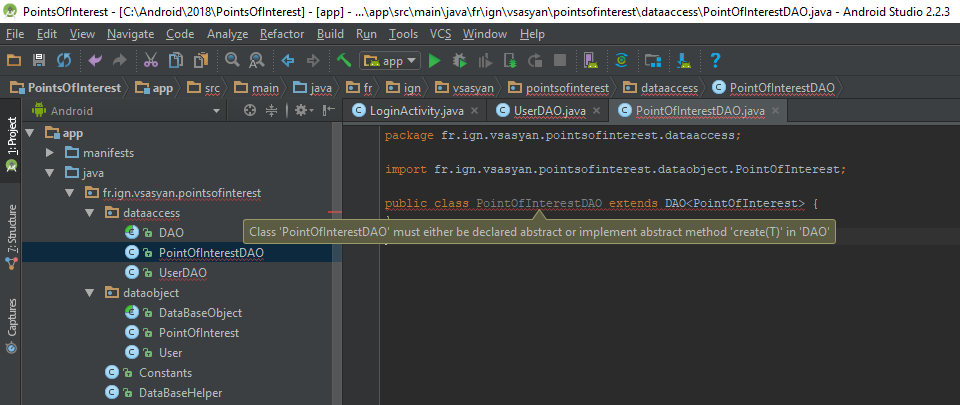 PointsOfInterest - [C:\Android\2018\PointsOfInterest] - [app] - ...\app\src\main\java\fr\ign\vsasyan\pointsofinterest\dataaccess\PointOfInterestDAO.java - Android Studio 2.2.3
File Edit View Navigate Code Analyze Refactor Build Run Tools VCS Window Help
app
PointsOfInterest app src main java fr ign vsasyan pointsofinterest dataaccess PointOfInterestDAO
Android
LoginActivity.java UserDAO.java PointOfInterestDAO.java
1: Project
7: Structure
Captures
app
manifests
java
fr.ign.vsasyan.pointsofinterest
dataaccess
DAO
PointOfInterestDAO
UserDAO
dataobject
DataBaseObject
PointOfInterest
User
Constants
DataBaseHelper
package fr.ign.vsasyan.pointsofinterest.dataaccess;
import fr.ign.vsasyan.pointsofinterest.dataobject.PointOfInterest;
public class PointOfInterestDAO extends DAO<PointOfInterest> {
Class 'PointOfInterestDAO' must either be declared abstract or implement abstract method 'create(T)' in 'DAO'